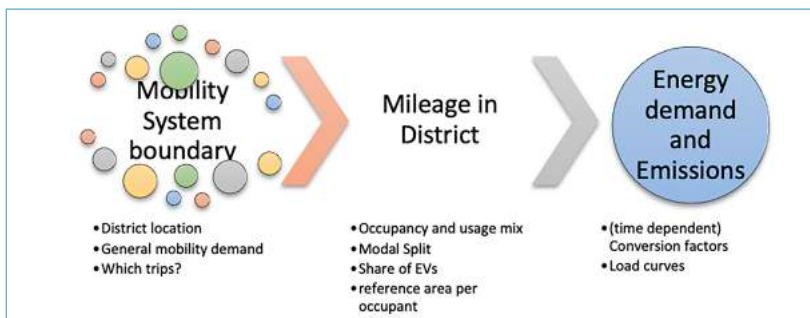 Mobility
System
boundary
Mileage in
District
Energy
demand
and
Emissions
•District location
•General mobility demand
•Which trips?
•Occupancy and usage mix
•Modal Split
•Share of EVs
•reference area per
occupant
•(time dependent)
Conversion factors
•Load curves